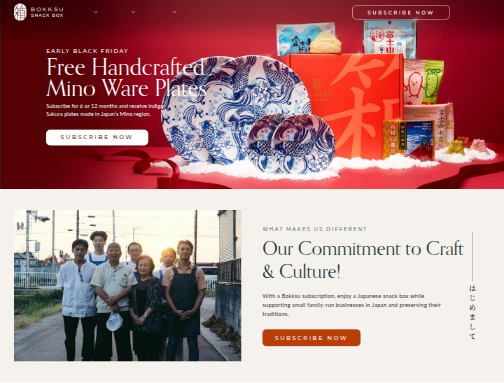 BOKKSU
SNACK BOX
SUBSCRIBE NOW
EARLY BLACK FRIDAY
Free Handcrafted
Mino Ware Plates
Subscribe for 6 or 12 months and receive Indigo
Sakura plates made in Japan's Mino region.
SUBSCRIBE NOW
箱
WHAT MAKES US DIFFERENT
Our Commitment to Craft
& Culture!
With a Bokksu subscription, enjoy a Japanese snack box while
supporting small family-run businesses in Japan and preserving their
traditions.
SUBSCRIBE NOW
はじめまして